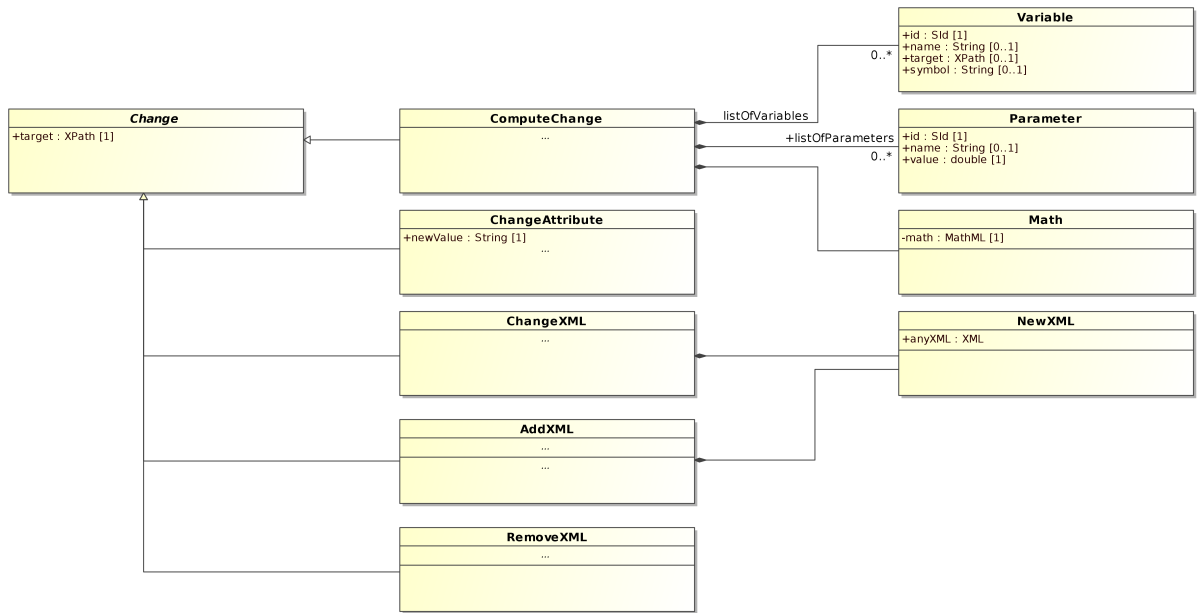 Change
+target : XPath [1]
ComputeChange
...
listOfVariables
0..*
+listOfParameters
0..*
Variable
+id : SId [1]
+name : String [0..1]
+target : XPath [0..1]
+symbol : String [0..1]
Parameter
+id : SId [1]
+name : String [0..1]
+value : double [1]
ChangeAttribute
+newValue : String [1]
...
Math
-math : MathML [1]
ChangeXML
...
NewXML
+anyXML : XML
AddXML
...
...
RemoveXML
...